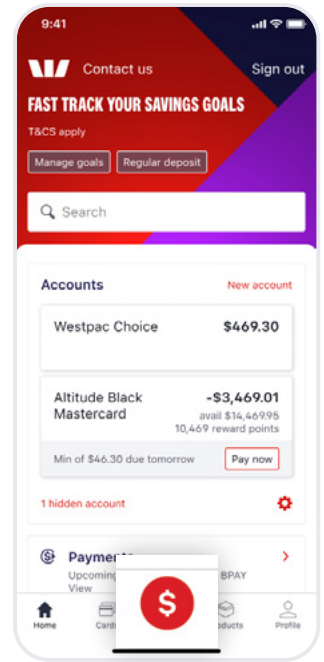 9:41
Contact us
Sign out
FAST TRACK YOUR SAVINGS GOALS
T&CS apply
Manage goals
Regular deposit
Search
Accounts
New account
Westpac Choice
$469.30
Altitude Black
-$3,469.01
Mastercard
avail $14,469.95
10,469 reward points
Min of $46.30 due tomorrow
Pay now
1 hidden account
Payments
Upcoming
BPAY
View
$
Home
Profile